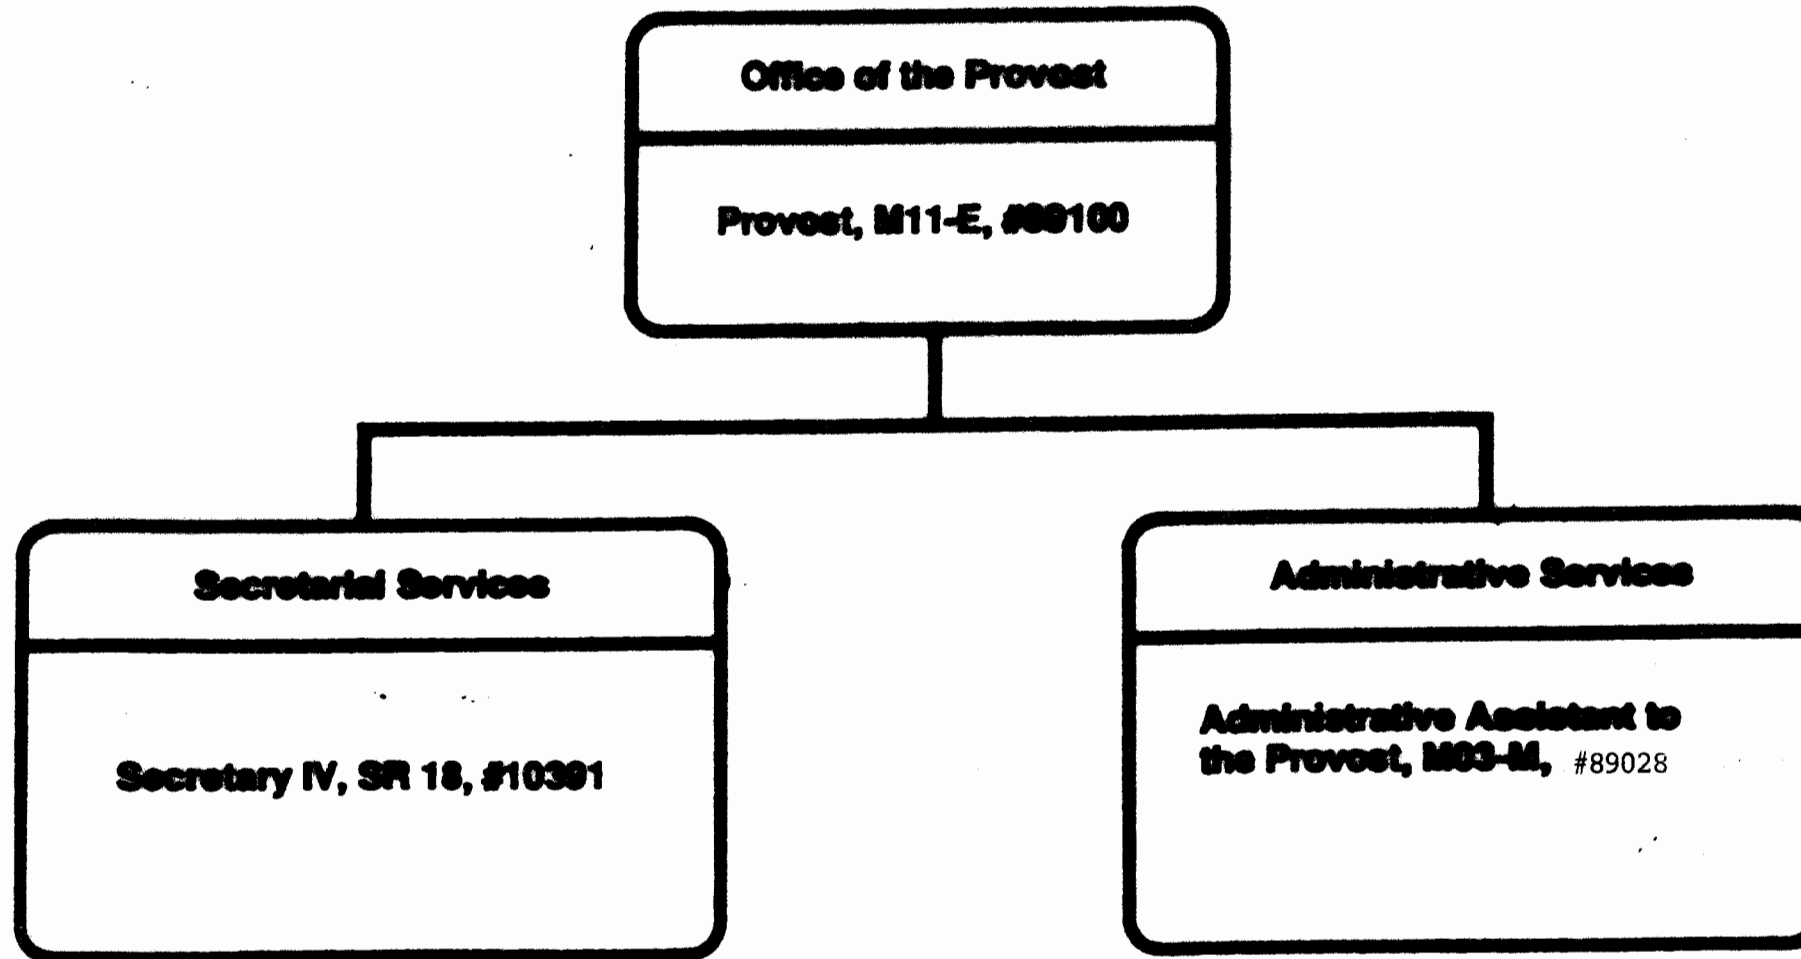 Office of the Provost
Provost, M11-E, #89100
Secretarial Services
Secretary IV, SR 18, #10391
Administrative Services
Administrative Assistant to
the Provost, M03-M, #89028